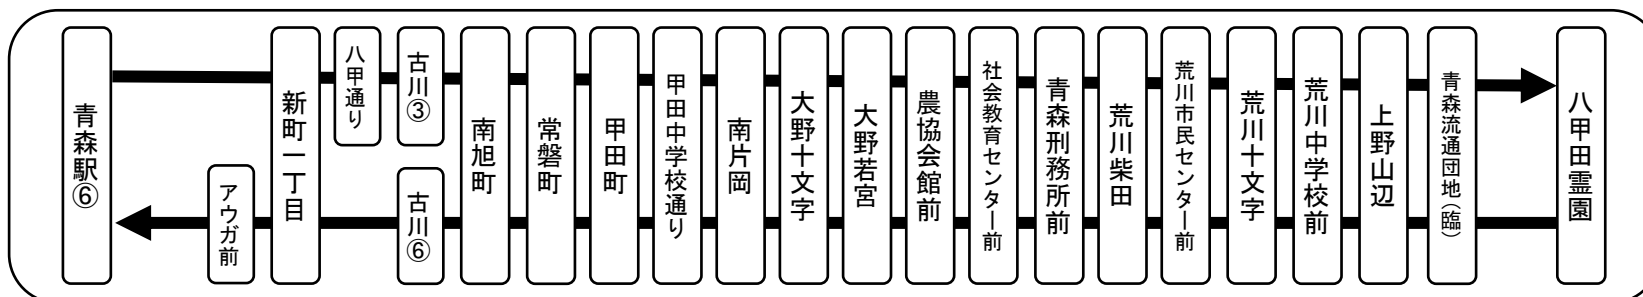 青森駅⑥
アウガ前
新町一丁目
八甲通り
古川③
古川⑥
南旭町
常磐町
甲田町
甲田中学校通り
南片岡
大野十文字
大野若宮
農協会館前
社会教育センター前
青森刑務所前
荒川柴田
荒川市民センター前
荒川十文字
荒川中学校前
上野山辺
青森流通団地(臨)
八甲田霊園